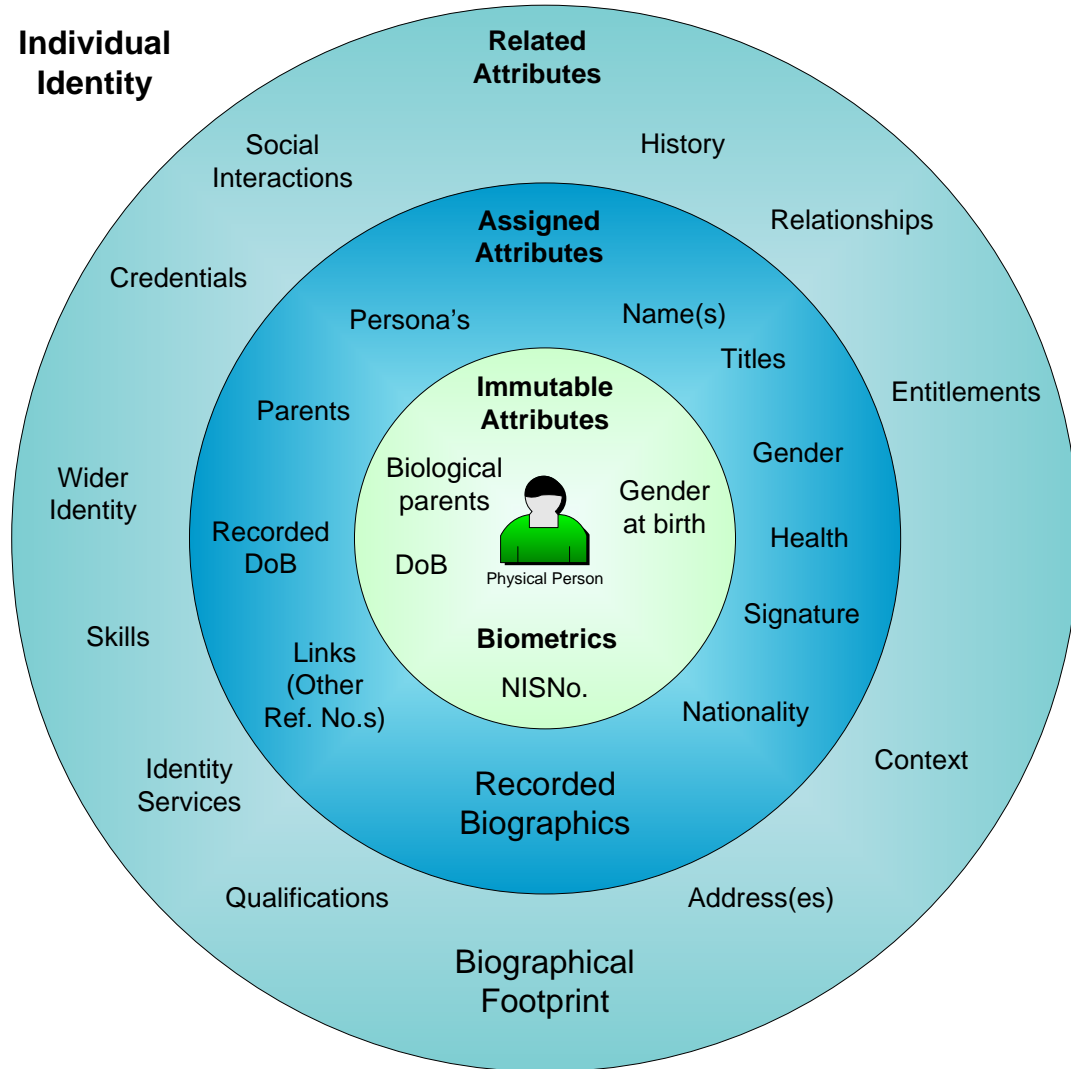 Individual
Identity
Related
Attributes
Social
Interactions
History
Relationships
Credentials
Entitlements
Wider
Identity
Skills
Identity
Services
Context
Qualifications
Address(es)
Biographical
Footprint
Assigned
Attributes
Persona's
Name(s)
Titles
Parents
Gender
Recorded
DoB
Health
Signature
Links
(Other
Ref. No.s)
Nationality
Recorded
Biographics
Immutable
Attributes
Biological
parents
Gender
at birth
DoB
Physical Person
Biometrics
NISNo.